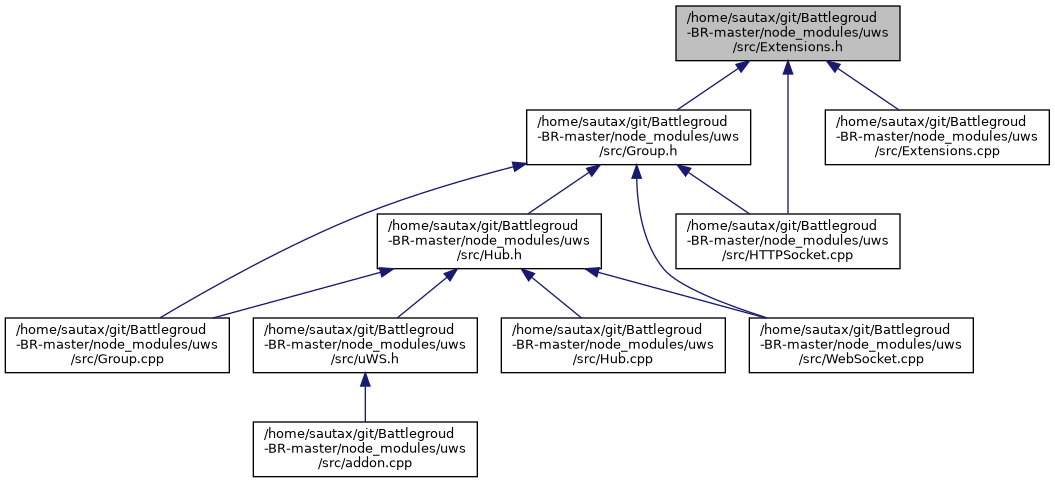 /home/sautax/git/Battlegroud
-BR-master/node_modules/uws
/src/Extensions.h
/home/sautax/git/Battlegroud
-BR-master/node_modules/uws
/src/Group.h
/home/sautax/git/Battlegroud
-BR-master/node_modules/uws
/src/Extensions.cpp
/home/sautax/git/Battlegroud
-BR-master/node_modules/uws
/src/Hub.h
/home/sautax/git/Battlegroud
-BR-master/node_modules/uws
/src/HTTPSocket.cpp
/home/sautax/git/Battlegroud
-BR-master/node_modules/uws
/src/Group.cpp
/home/sautax/git/Battlegroud
-BR-master/node_modules/uws
/src/uWS.h
/home/sautax/git/Battlegroud
-BR-master/node_modules/uws
/src/Hub.cpp
/home/sautax/git/Battlegroud
-BR-master/node_modules/uws
/src/WebSocket.cpp
/home/sautax/git/Battlegroud
-BR-master/node_modules/uws
/src/addon.cpp